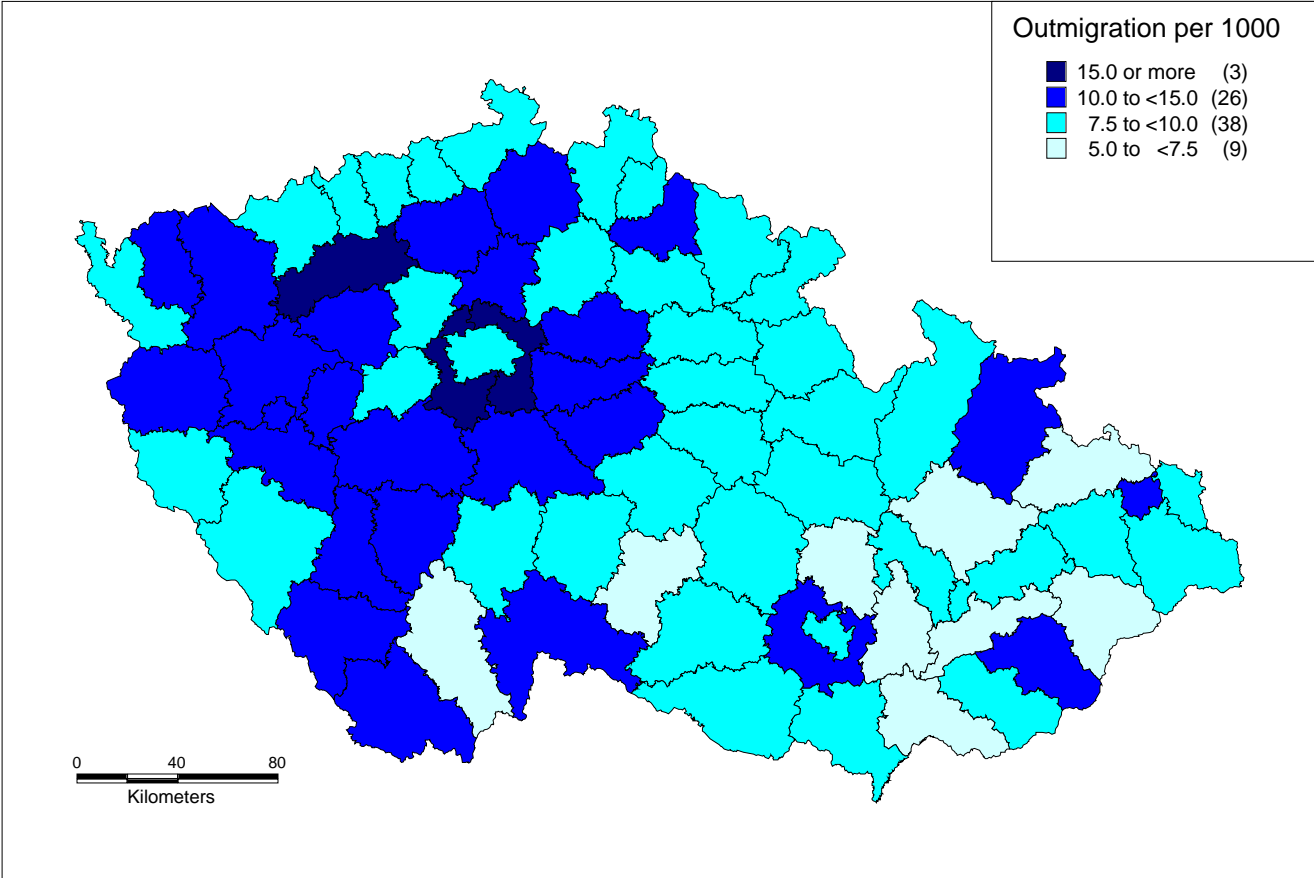 Outmigration per 1000
15.0 or more (3)
10.0 to <15.0 (26)
7.5 to <10.0 (38)
5.0 to <7.5 (9)
0 40 80
Kilometers